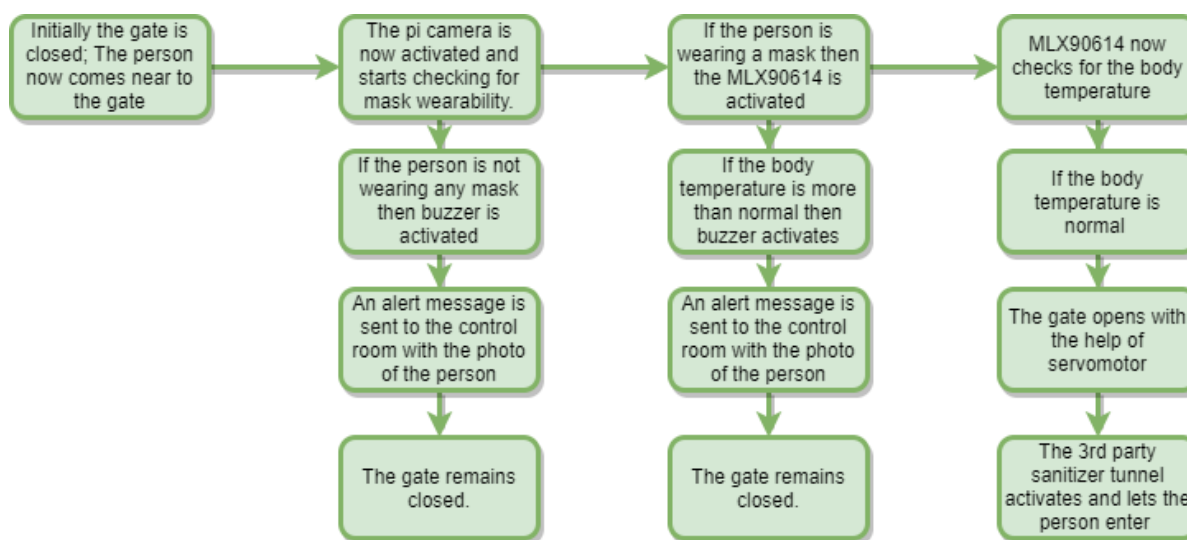 Initially the gate is
closed; The person
now comes near to
the gate
The pi camera is
now activated and
starts checking for
mask wearability.
If the person is
wearing a mask then
the MLX90614 is
activated
MLX90614 now
checks for the body
temperature
If the person is not
wearing any mask
then buzzer is
activated
If the body
temperature is more
than normal then
buzzer activates
If the body
temperature is
normal
An alert message is
sent to the control
room with the photo
of the person
An alert message is
sent to the control
room with the photo
of the person
The gate opens with
the help of
servomotor
The gate remains
closed.
The gate remains
closed.
The 3rd party
sanitizer tunnel
activates and lets the
person enter